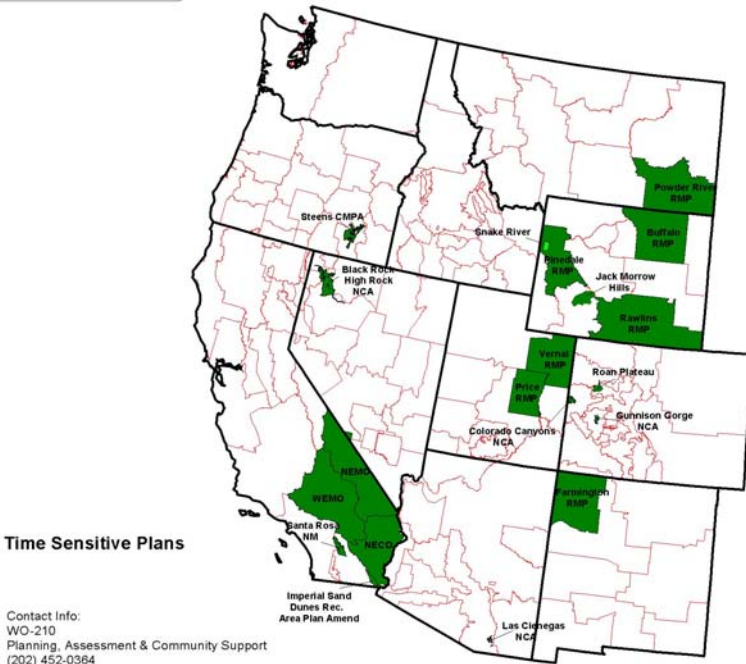 Steens CMPA
Black Rock
High Rock
NCA
Powder River
RMP
Snake River
Buffalo
RMP
Pinedale
RMP
Jack Morrow
Hills
Rawlins
RMP
Vernal
RMP
Price
RMP
Roan Plateau
Colorado Canyons
NCA
Gunnison Gorge
NCA
NEMO
WEMO
Santa Rosa
NM
NECO
Farmington
RMP
Imperial Sand
Dunes Rec.
Area Plan Amend
Las Cienegas
NCA
Time Sensitive Plans
Contact Info:
WO-210
Planning, Assessment & Community Support
(202) 452-0364